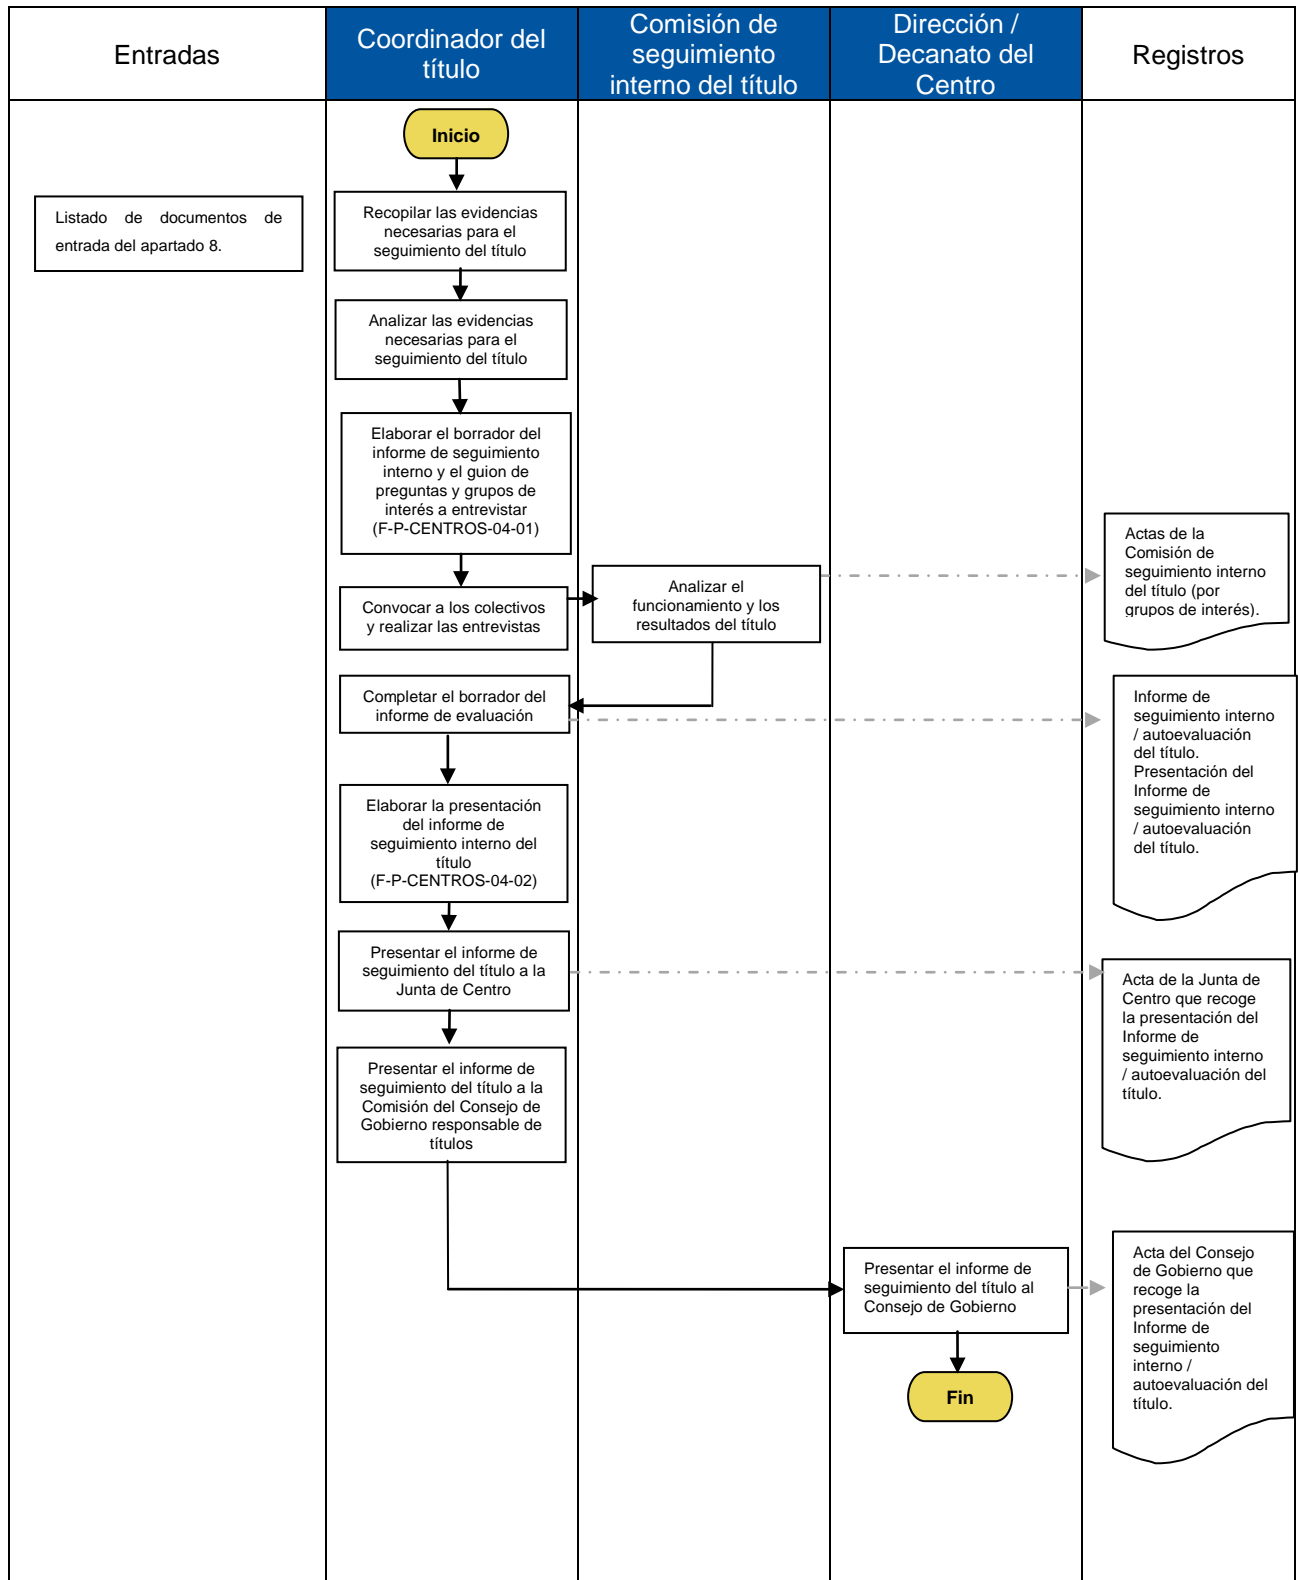 Entradas
Coordinador del
título
Comisión de
seguimiento
interno del título
Dirección /
Decanato del
Centro
Registros
Inicio
Listado de documentos de
entrada del apartado 8.
Recopilar las evidencias
necesarias para el
seguimiento del título
Analizar las evidencias
necesarias para el
seguimiento del título
Elaborar el borrador del
informe de seguimiento
interno y el guion de
preguntas y grupos de
interés a entrevistar
(F-P-CENTROS-04-01)
Convocar a los colectivos
y realizar las entrevistas
Analizar el
funcionamiento y los
resultados del título
Actas de la
Comisión de
seguimiento interno
del título (por
grupos de interés).
Completar el borrador del
informe de evaluación
Informe de
seguimiento interno
/ autoevaluación
del título.
Presentación del
Informe de
seguimiento interno
/ autoevaluación
del título.
Elaborar la presentación
del informe de
seguimiento interno del
título
(F-P-CENTROS-04-02)
Presentar el informe de
seguimiento del título a la
Junta de Centro
Acta de la Junta de
Centro que recoge
la presentación del
Informe de
seguimiento interno
/ autoevaluación del
título.
Presentar el informe de
seguimiento del título a la
Comisión del Consejo de
Gobierno responsable de
títulos
Presentar el informe de
seguimiento del título al
Consejo de Gobierno
Acta del Consejo
de Gobierno que
recoge la
presentación del
Informe de
seguimiento
interno /
autoevaluación del
título.
Fin